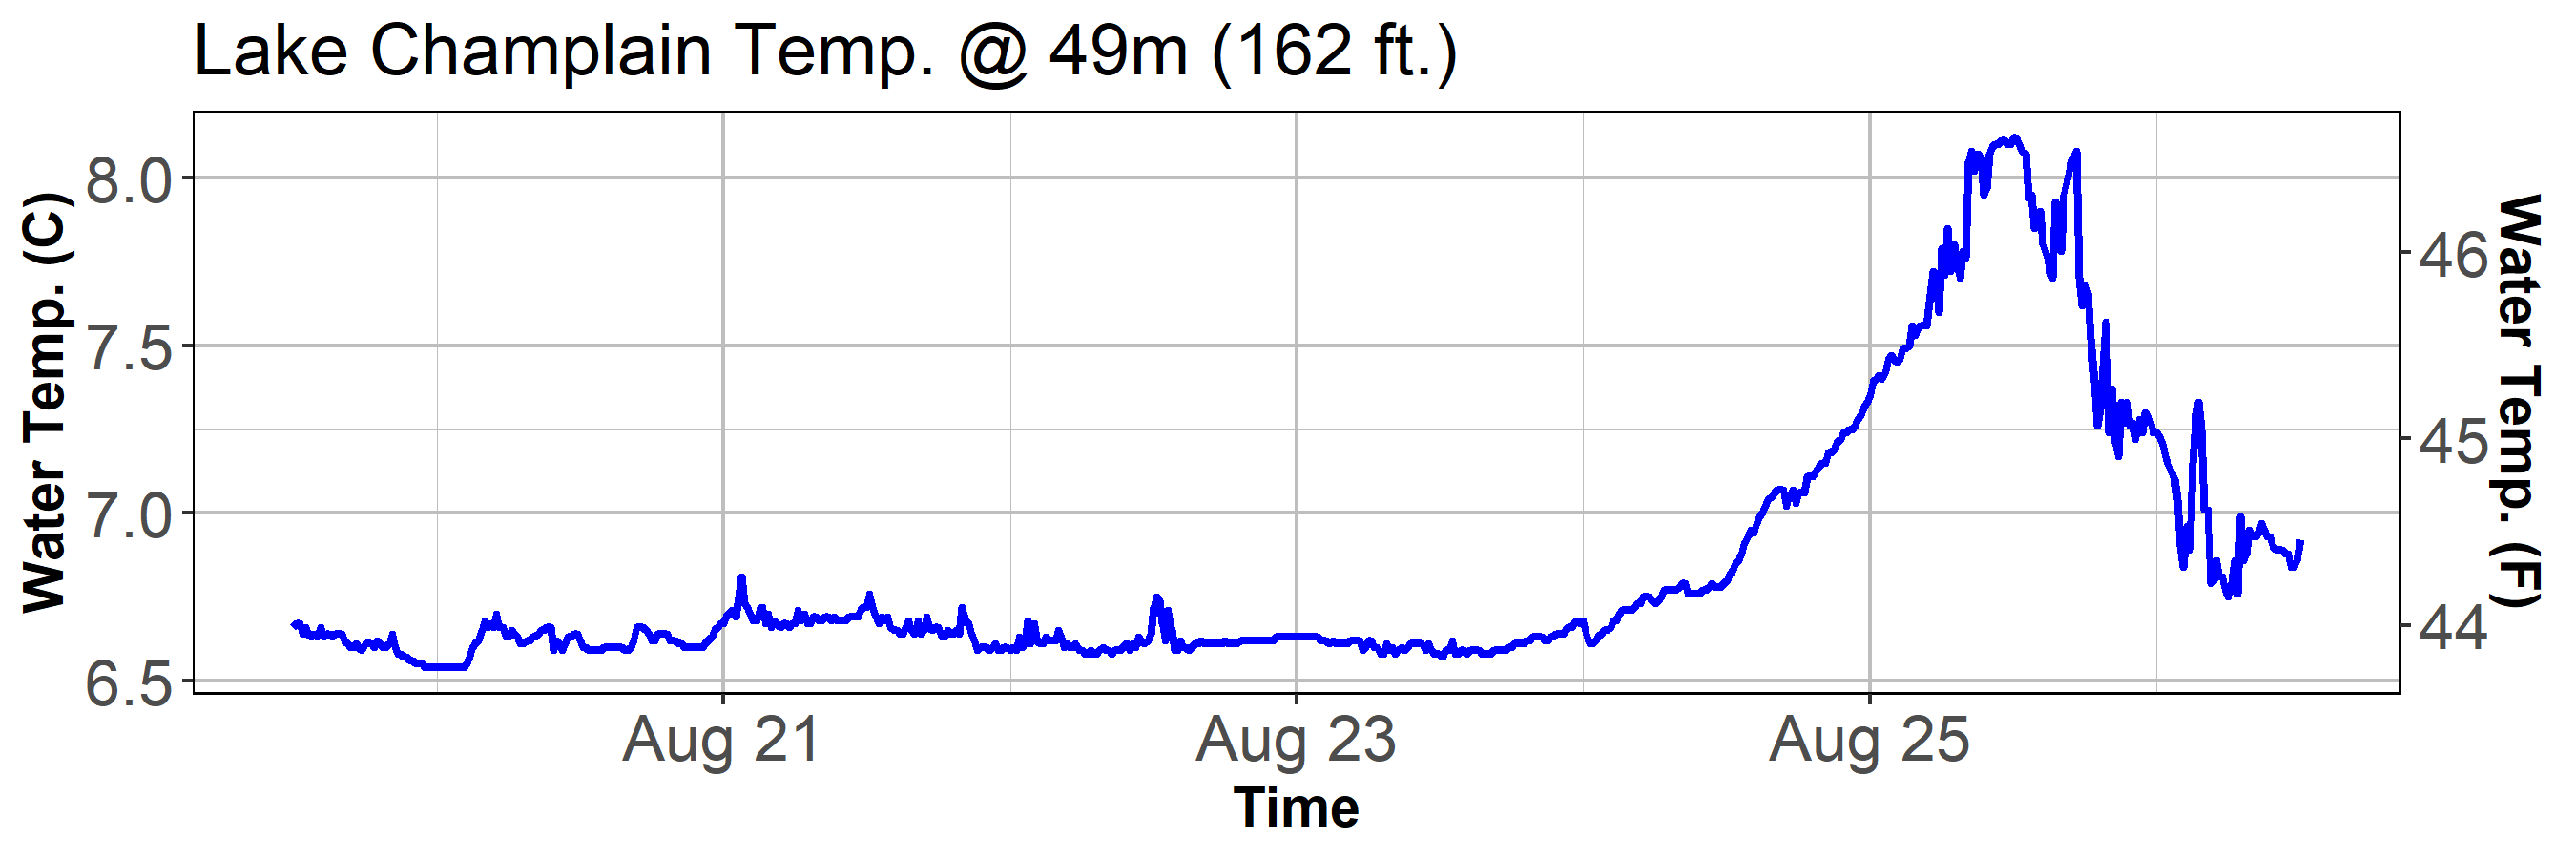 Lake Champlain Temp. @ 49m (162 ft.)
Water Temp. (C)
8.0
7.5
7.0
6.5
46
45
44
Water Temp. (F)
Aug 21
Aug 23
Aug 25
Time